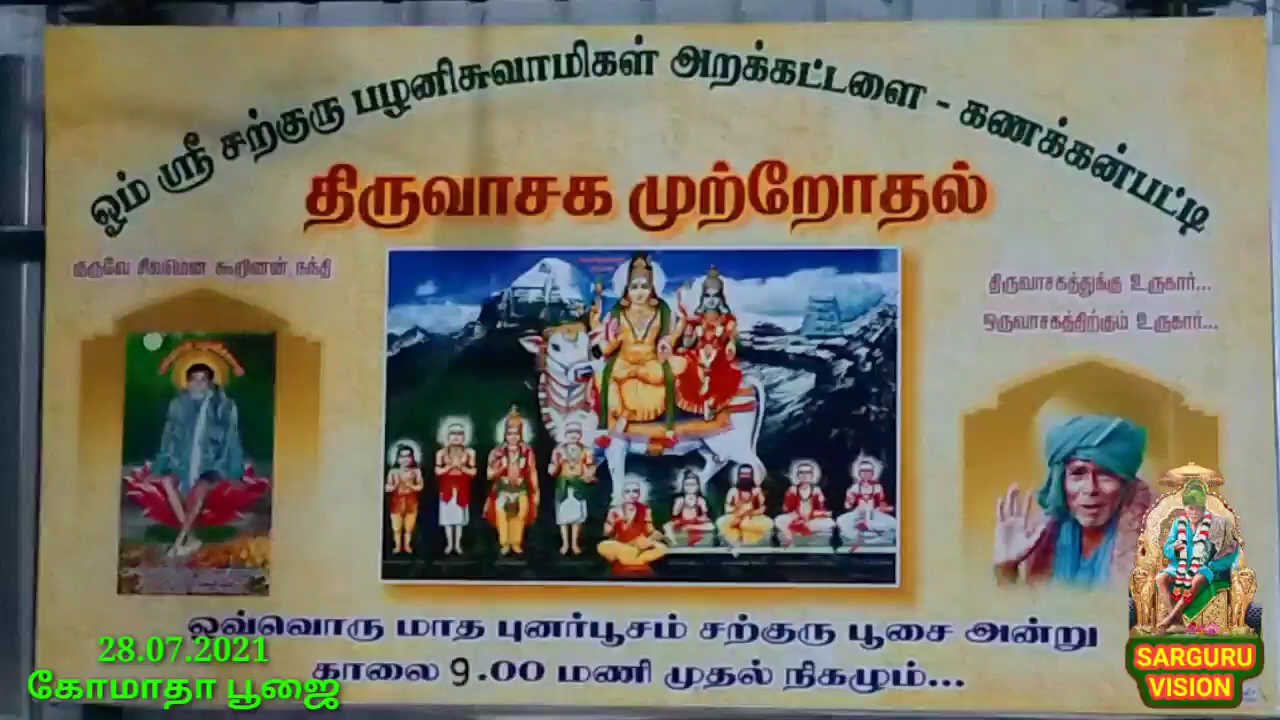 ஓம் ஸ்ரீ சற்குரு பழனிசுவாமிகள் அறக்கட்டளை - கணக்கன்பட்டி
திருவாசக முற்றோதல்
குருவே சிவமென கூறினன் நந்தி
திருவாசகத்துக்கு உருகார்...
ஒருவாசகத்திற்கும் உருகார்...
ஒவ்வொரு மாத புனர்பூசம் சற்குரு பூசை அன்று
காலை 9.00 மணி முதல் நிகழும்...
28.07.2021
கோமாதா பூஜை
SARGURU
VISION